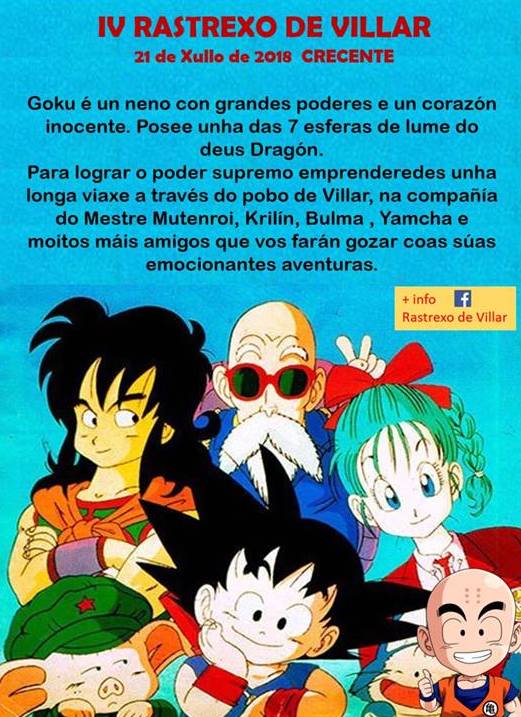 IV RASTREXO DE VILLAR
21 de Xullo de 2018 CRECENTE
Goku é un neno con grandes poderes e un corazón
inocente. Posee unha das 7 esferas de lume do
deus Dragón.
Para lograr o poder supremo emprenderedes unha
longa viaxe a través do pobo de Villar, na compañía
do Mestre Mutenroi, Krilín, Bulma , Yamcha e
moitos máis amigos que vos farán gozar coas súas
emocionantes aventuras.
+ info f
Rastrexo de Villar
亀